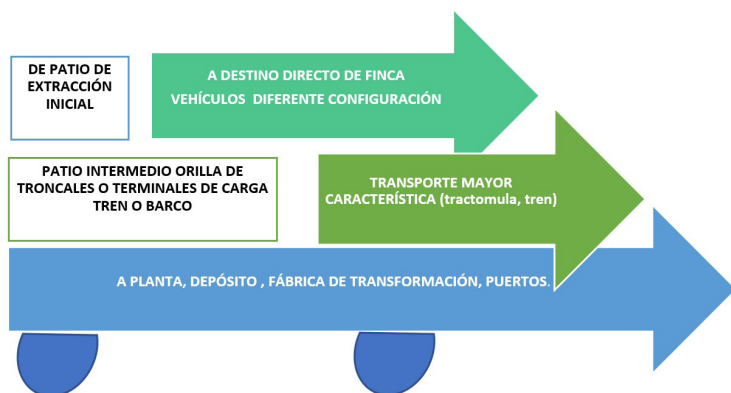 DE PATIO DE
EXTRACCIÓN
INICIAL
A DESTINO DIRECTO DE FINCA
VEHÍCULOS DIFERENTE CONFIGURACIÓN
PATIO INTERMEDIO ORILLA DE
TRONCALES O TERMINALES DE CARGA
TREN O BARCO
TRANSPORTE MAYOR
CARACTERÍSTICA (tractomula, tren)
A PLANTA, DEPÓSITO , FÁBRICA DE TRANSFORMACIÓN, PUERTOS.